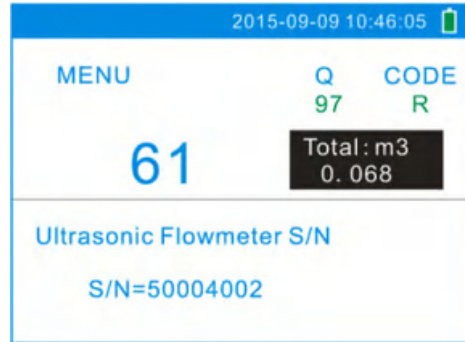 2015-09-09 10:46:05
MENU Q CODE
97 R
61
Total:m3
0.068
Ultrasonic Flowmeter S/N
S/N=50004002